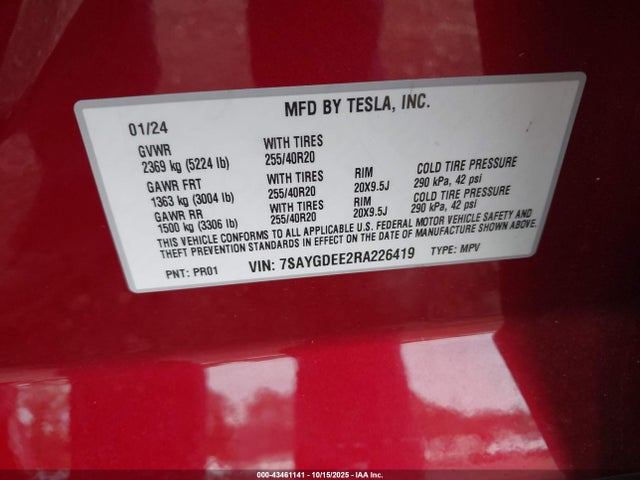 MFD BY TESLA, INC.
01/24
GVWR WITH TIRES
2369 kg (5224 lb) 255/40R20
GAWR FRT WITH TIRES RIM COLD TIRE PRESSURE
1363 kg (3004 lb) 255/40R20 20X9.5J 290 kPa, 42 psi
GAWR RR WITH TIRES RIM COLD TIRE PRESSURE
1500 kg (3306 lb) 255/40R20 20X9.5J 290 kPa, 42 psi
THIS VEHICLE CONFORMS TO ALL APPLICABLE U.S. FEDERAL MOTOR VEHICLE SAFETY AND
THEFT PREVENTION STANDARDS IN EFFECT ON THE DATE OF MANUFACTURE SHOWN ABOVE.
PNT: PR01 VIN: 7SAYGDEE2RA226419 TYPE: MPV
000-43461141 - 10/15/2025 - IAA Inc.